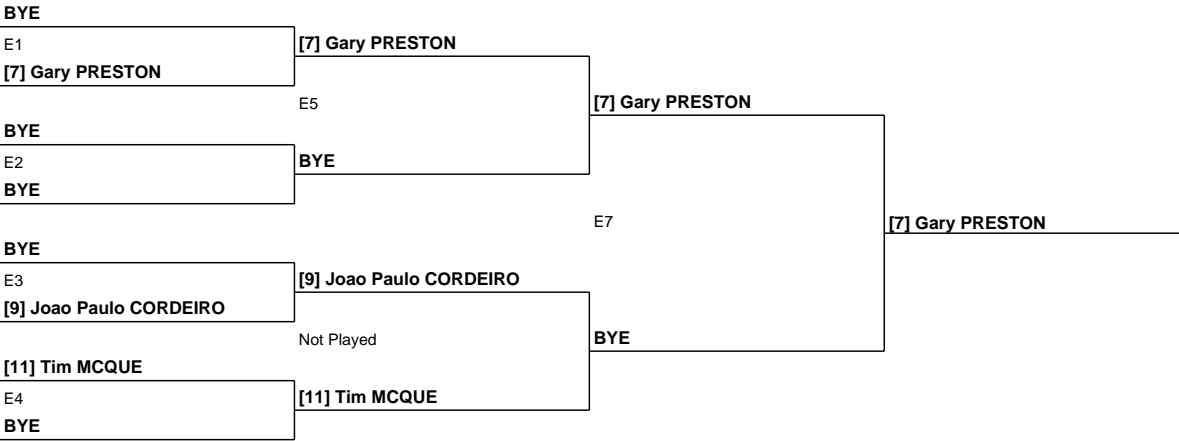 BYE
E1
[7] Gary PRESTON
[7] Gary PRESTON
E5
[7] Gary PRESTON
BYE
E2
BYE
BYE
E7
[7] Gary PRESTON
BYE
E3
[9] Joao Paulo CORDEIRO
[9] Joao Paulo CORDEIRO
Not Played
BYE
[11] Tim MCQUE
E4
[11] Tim MCQUE
BYE